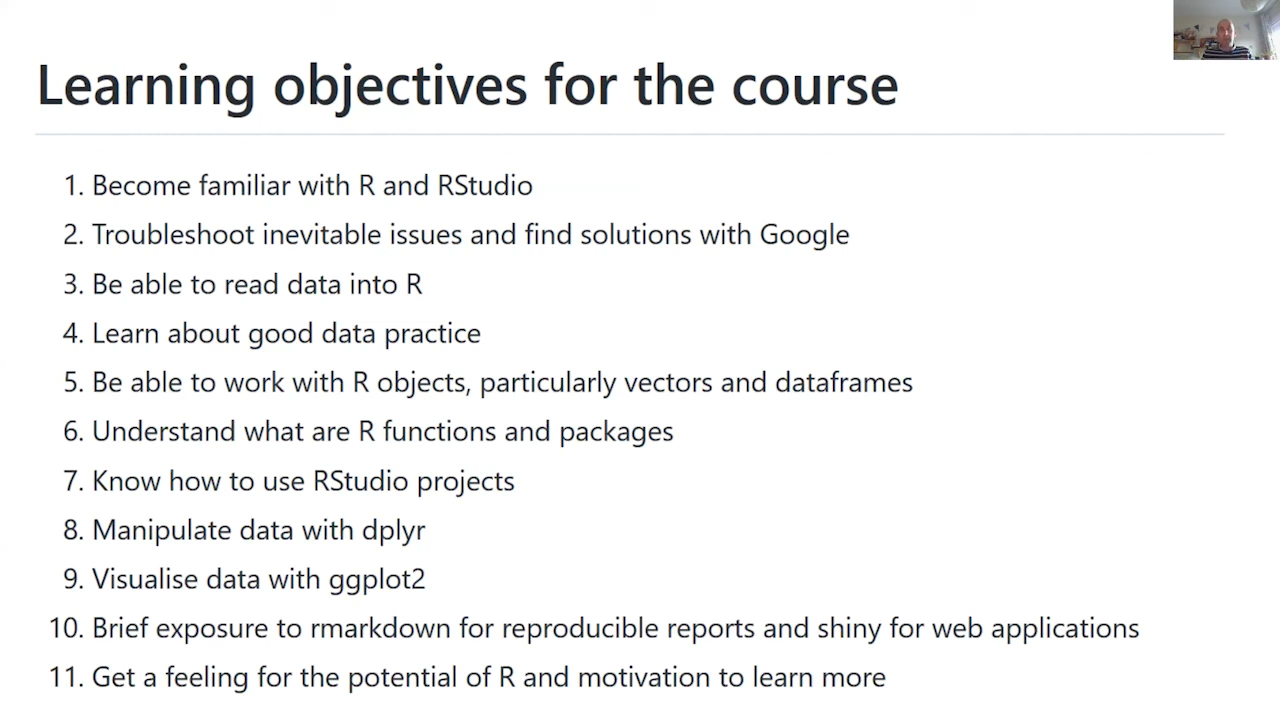 Learning objectives for the course
1. Become familiar with R and RStudio
2. Troubleshoot inevitable issues and find solutions with Google
3. Be able to read data into R
4. Learn about good data practice
5. Be able to work with R objects, particularly vectors and dataframes
6. Understand what are R functions and packages
7. Know how to use RStudio projects
8. Manipulate data with dplyr
9. Visualise data with ggplot2
10. Brief exposure to rmarkdown for reproducible reports and shiny for web applications
11. Get a feeling for the potential of R and motivation to learn more